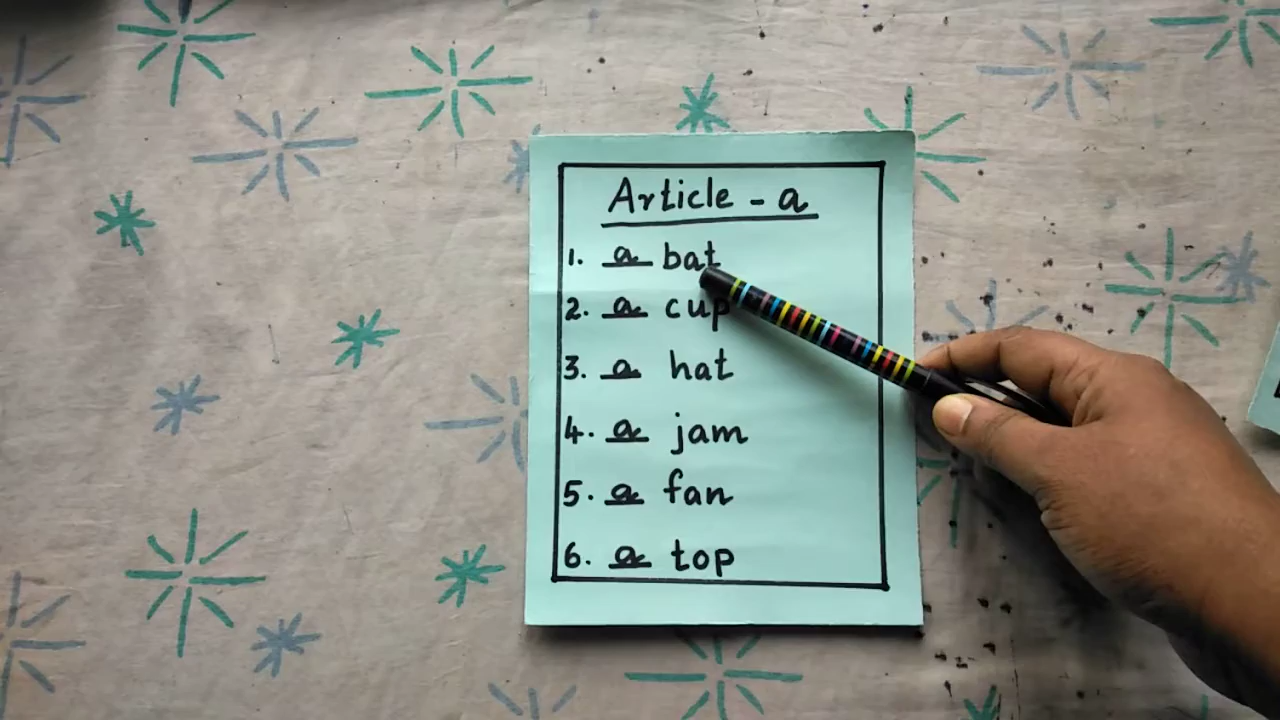 Article - a
1. a bat
2. a cup
3. a hat
4. a jam
5. a fan
6. a top